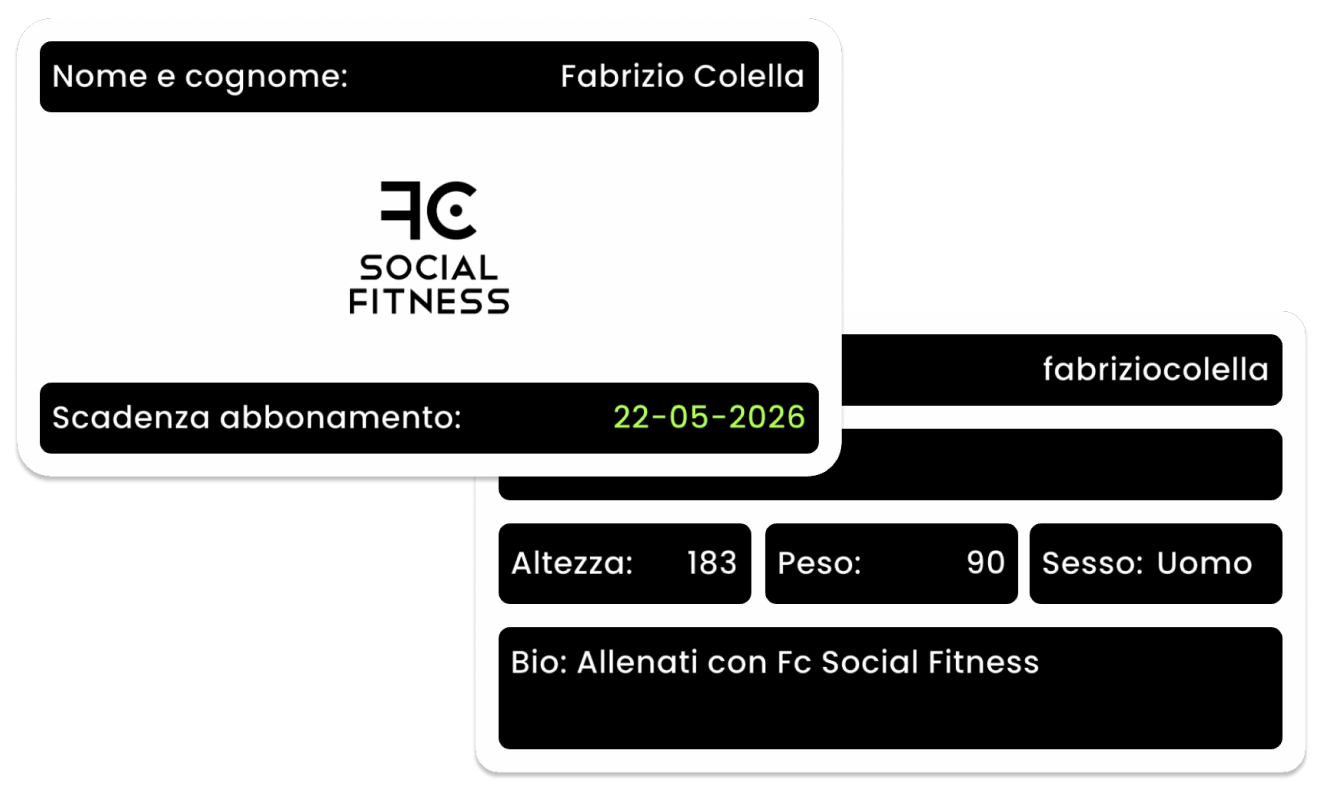 Nome e cognome: Fabrizio Colella
FC
SOCIAL
FITNESS
Scadenza abbonamento: 22-05-2026
fabriziocolella
Altezza: 183 Peso: 90 Sesso: Uomo
Bio: Allenati con Fc Social Fitness